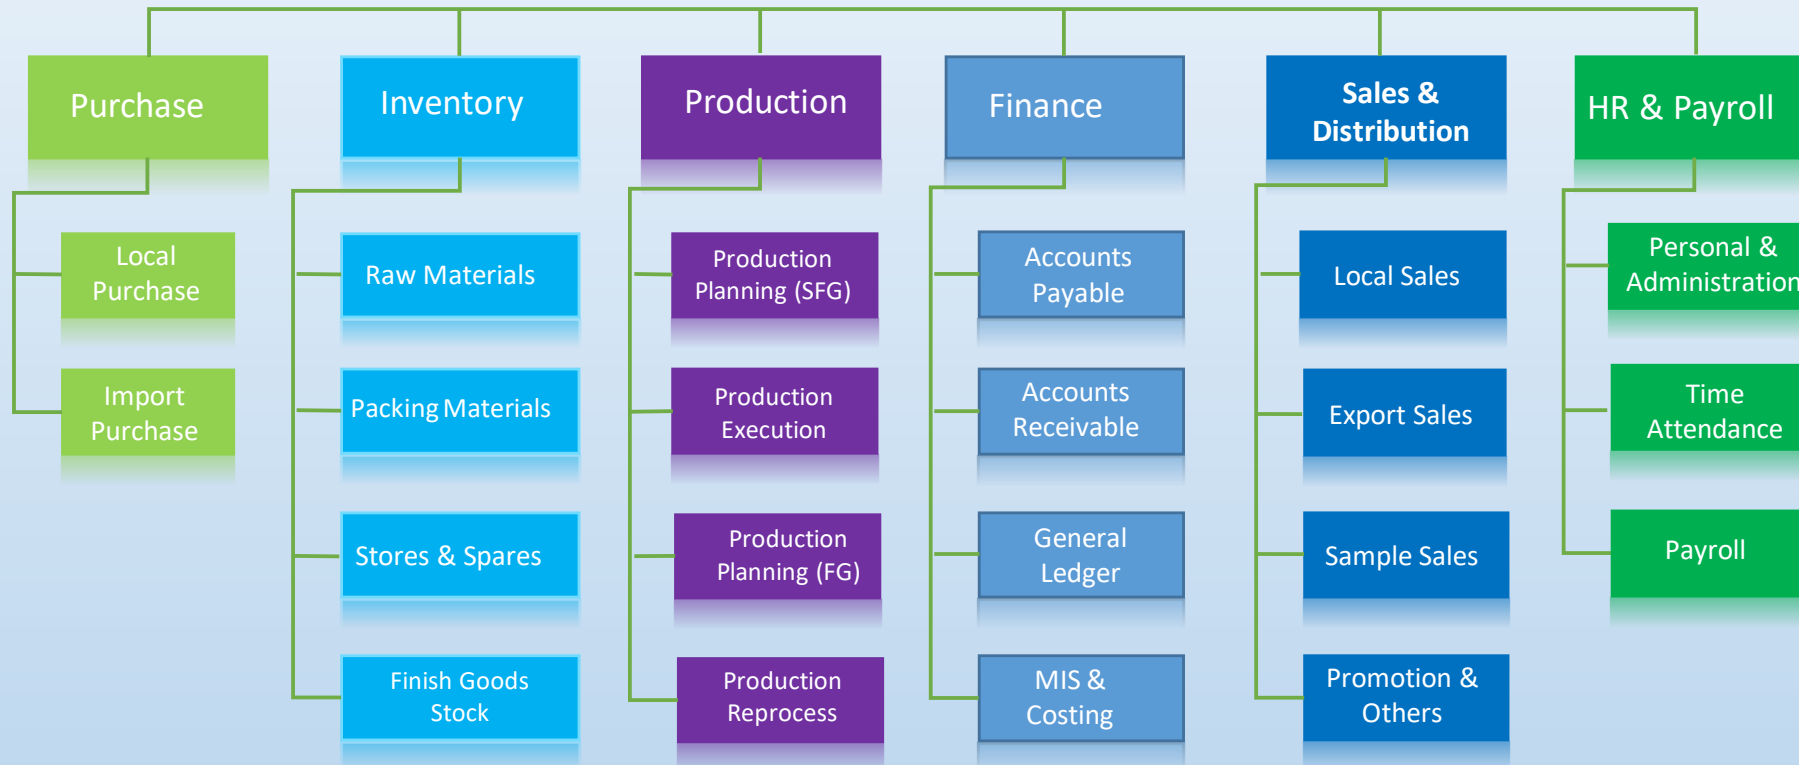 Purchase
Inventory
Production
Finance
Sales &
Distribution
HR & Payroll
Local
Purchase
Import
Purchase
Raw Materials
Packing Materials
Stores & Spares
Finish Goods
Stock
Production
Planning (SFG)
Production
Execution
Production
Planning (FG)
Production
Reprocess
Accounts
Payable
Accounts
Receivable
General
Ledger
MIS &
Costing
Local Sales
Export Sales
Sample Sales
Promotion &
Others
Personal &
Administration
Time
Attendance
Payroll